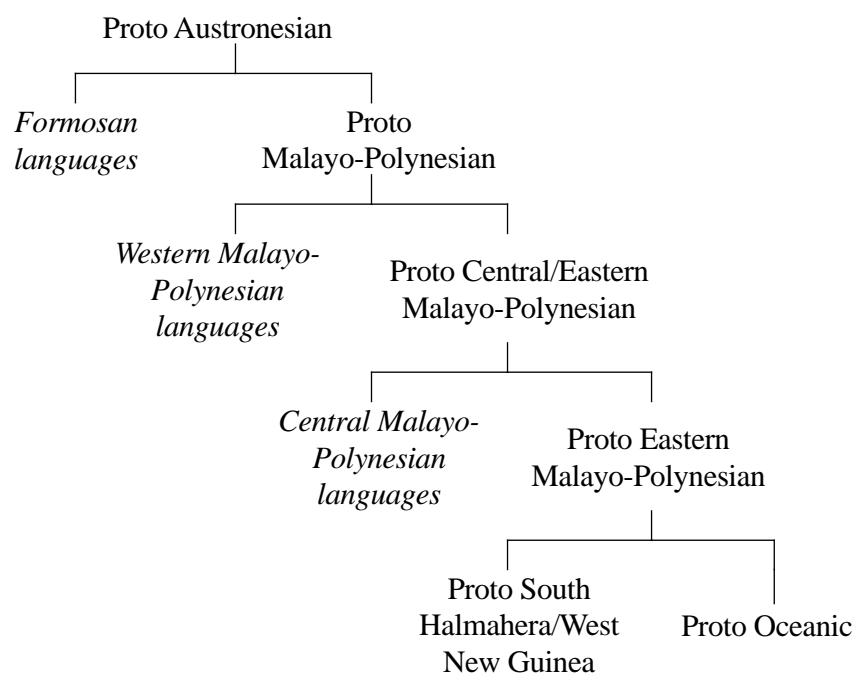 Proto Austronesian
Formosan
languages
Proto
Malayo-Polynesian
Western Malayo-
Polynesian
languages
Proto Central/Eastern
Malayo-Polynesian
Central Malayo-
Polynesian
languages
Proto Eastern
Malayo-Polynesian
Proto South
Halmahera/West
New Guinea
Proto Oceanic